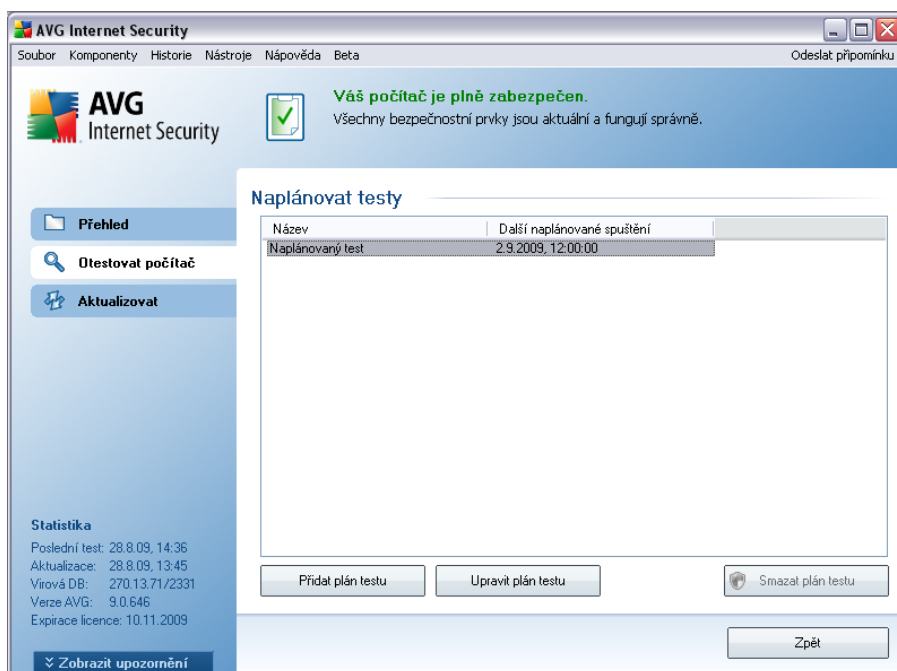 AVG Internet Security
Soubor Komponenty Historie Nástroje Nápověda Beta Odeslat připomínku
AVG
Internet Security
Váš počítač je plně zabezpečen.
Všechny bezpečnostní prvky jsou aktuální a fungují správně.
Přehled
Otestovat počítač
Aktualizovat
Naplánovat testy
Název Další naplánované spuštění
Naplánovaný test 2.9.2009, 12:00:00
Přidat plán testu Upravit plán testu Smazat plán testu
Statistika
Poslední test: 28.8.09, 14:36
Aktualizace: 28.8.09, 13:45
Virová DB: 270.13.71/2331
Verze AVG: 9.0.646
Expirace licence: 10.11.2009
Zobrazit upozornění
Zpět